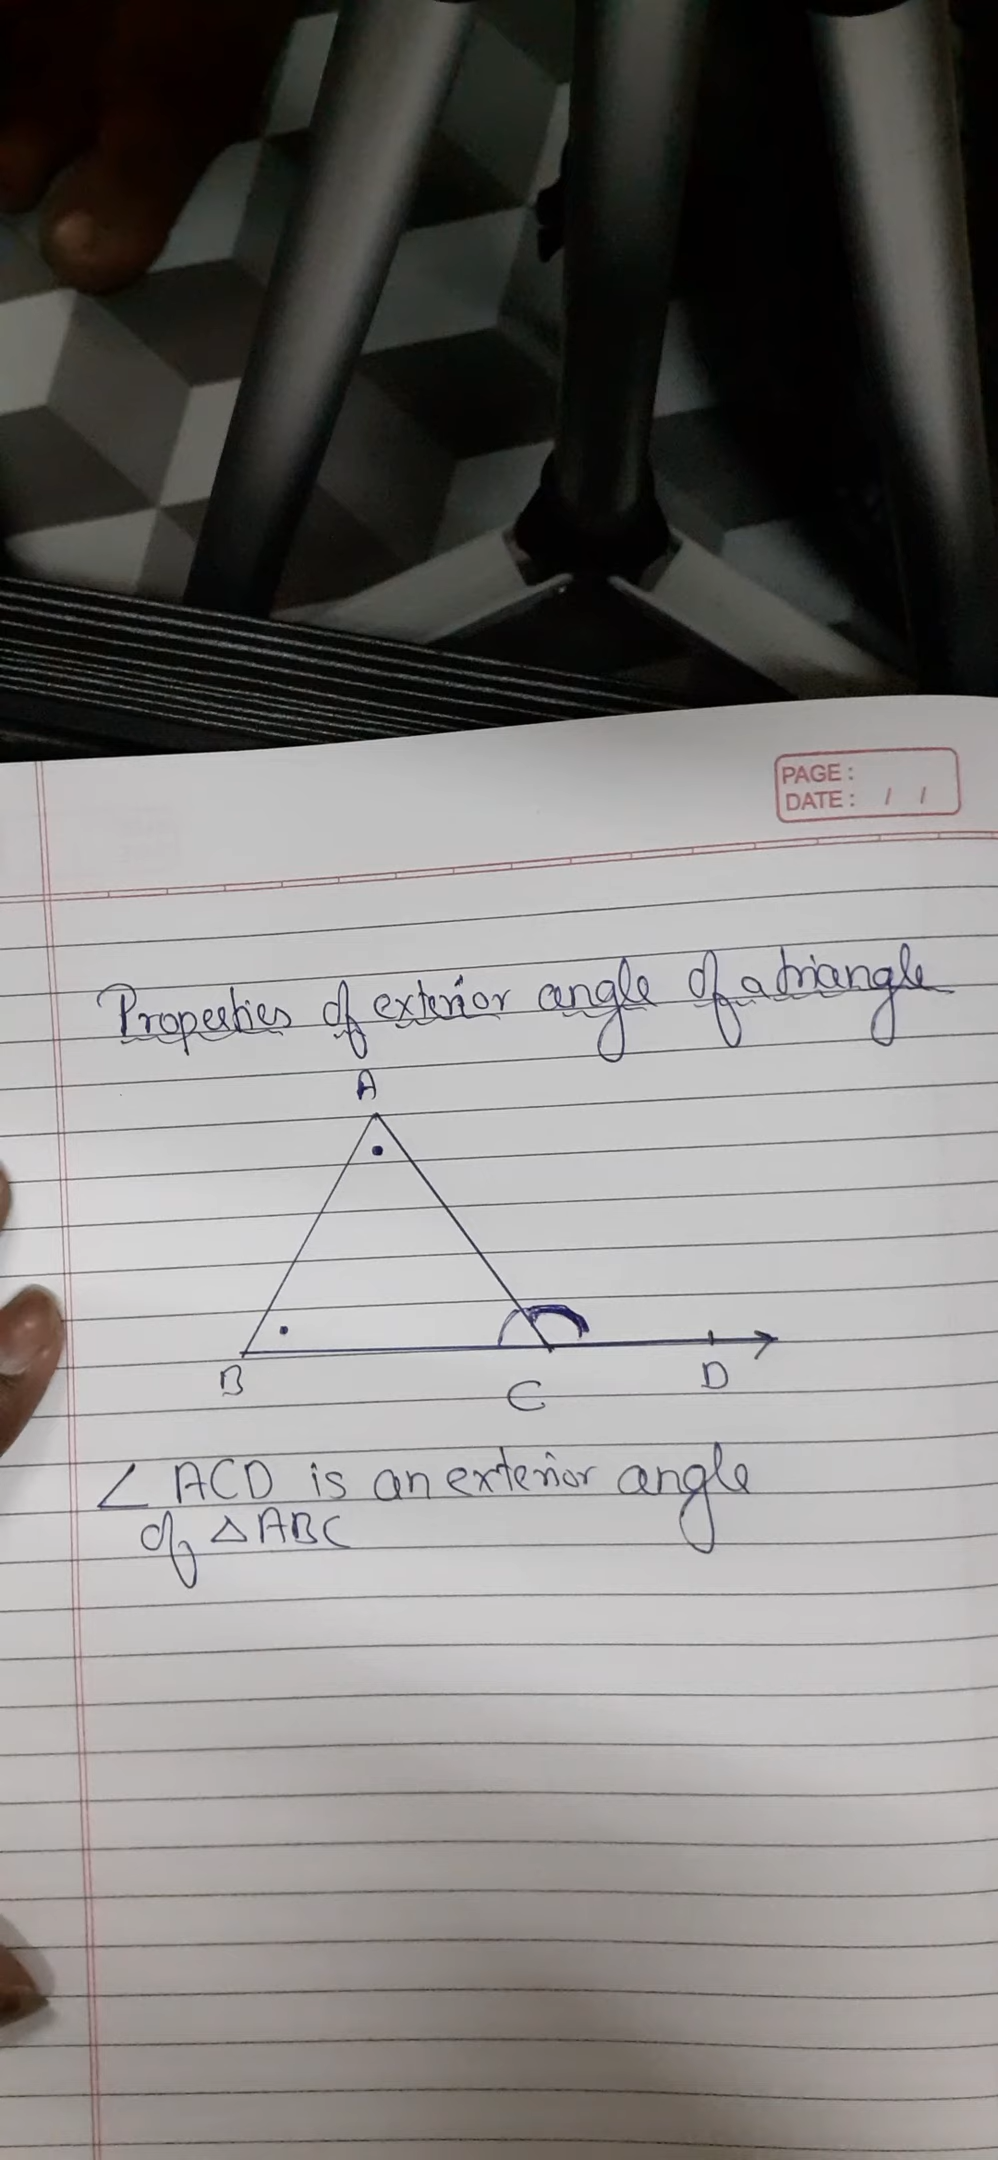 PAGE :
DATE : / /
Properties of exterior angle of a triangle
A
B
C
D
∠ ACD is an exterior angle
of △ABC